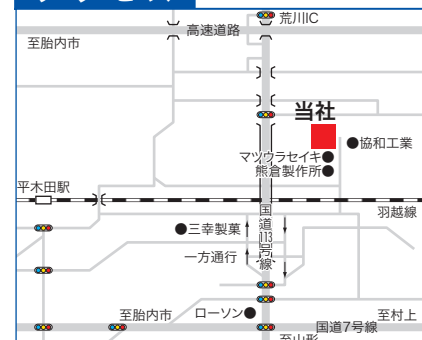 荒川IC
高速道路
至胎内市
当社
●協和工業
マツウラセイキ●
熊倉製作所●
平木田駅
羽越線
国道113号線
●三幸製菓
一方通行
至胎内市
ローソン●
至村上
国道7号線
至山形